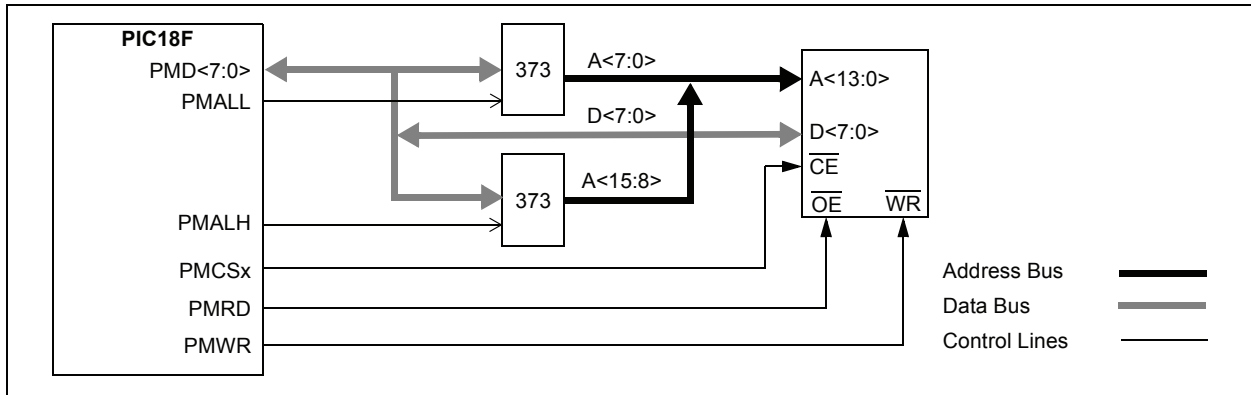 PIC18F
PMD<7:0>
PMALL
PMALH
PMCSx
PMRD
PMWR
373
A<7:0>
D<7:0>
373
A<15:8>
A<13:0>
D<7:0>
CE
OE WR
Address Bus
Data Bus
Control Lines